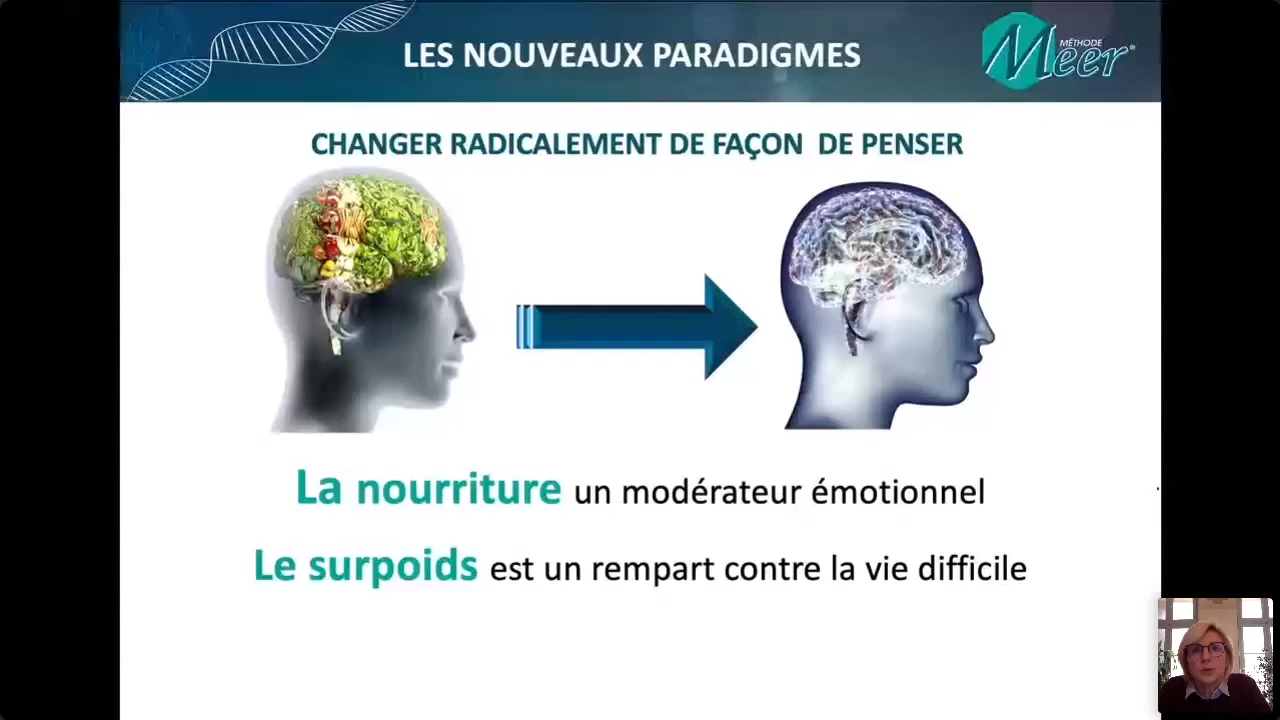 LES NOUVEAUX PARADIGMES
MÉTHODE
Meer®
CHANGER RADICALEMENT DE FAÇON DE PENSER
La nourriture un modérateur émotionnel
Le surpoids est un rempart contre la vie difficile